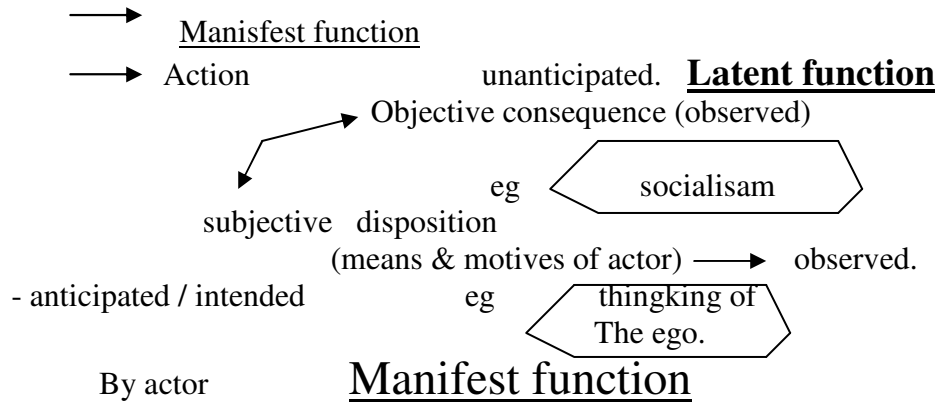 Manisfest function
Action unanticipated. Latent function
Objective consequence (observed)
eg socialisam
subjective disposition
(means & motives of actor) observed.
- anticipated / intended eg thingking of
The ego.
By actor Manifest function